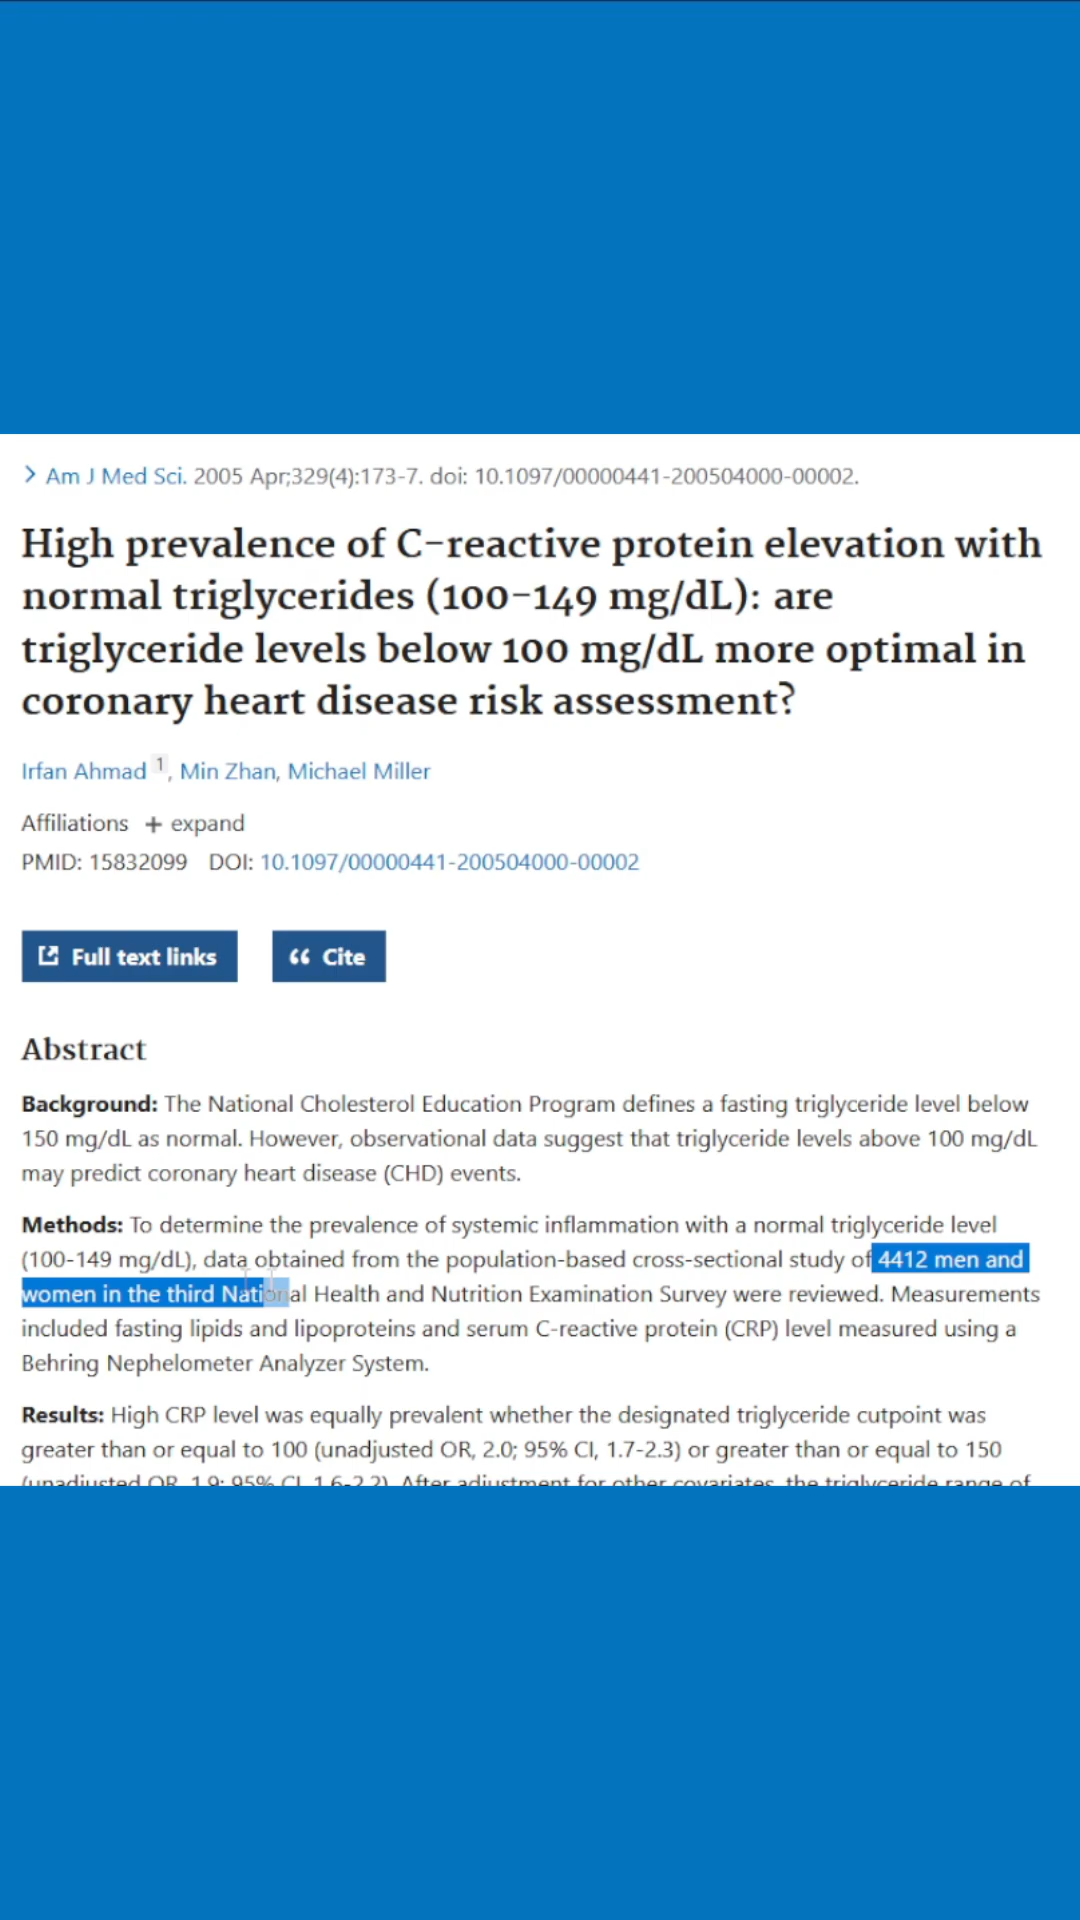 Am J Med Sci. 2005 Apr;329(4):173-7. doi: 10.1097/00000441-200504000-00002.
High prevalence of C-reactive protein elevation with
normal triglycerides (100-149 mg/dL): are
triglyceride levels below 100 mg/dL more optimal in
coronary heart disease risk assessment?
Irfan Ahmad 1, Min Zhan, Michael Miller
Affiliations + expand
PMID: 15832099 DOI: 10.1097/00000441-200504000-00002
Full text links
Cite
Abstract
Background: The National Cholesterol Education Program defines a fasting triglyceride level below
150 mg/dL as normal. However, observational data suggest that triglyceride levels above 100 mg/dL
may predict coronary heart disease (CHD) events.
Methods: To determine the prevalence of systemic inflammation with a normal triglyceride level
(100-149 mg/dL), data obtained from the population-based cross-sectional study of 4412 men and
women in the third National Health and Nutrition Examination Survey were reviewed. Measurements
included fasting lipids and lipoproteins and serum C-reactive protein (CRP) level measured using a
Behring Nephelometer Analyzer System.
Results: High CRP level was equally prevalent whether the designated triglyceride cutpoint was
greater than or equal to 100 (unadjusted OR, 2.0; 95% CI, 1.7-2.3) or greater than or equal to 150
(unadjusted OR, 1.9; 95% CI, 1.6-2.2). After adjustment for other covariates, the triglyceride range of